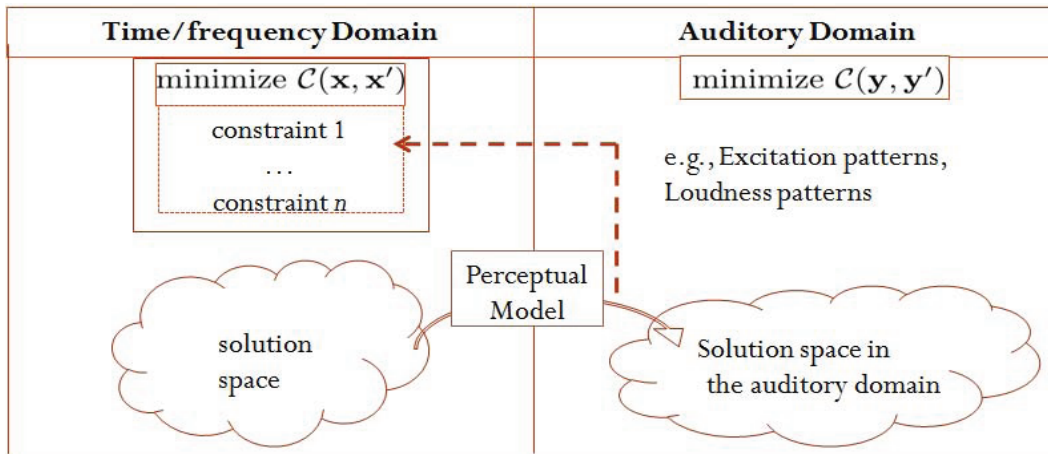 Time/frequency Domain
Auditory Domain
minimize C(x, x′)
constraint 1
...
constraint n
minimize C(y, y′)
e.g., Excitation patterns,
Loudness patterns
Perceptual
Model
solution
space
Solution space in
the auditory domain